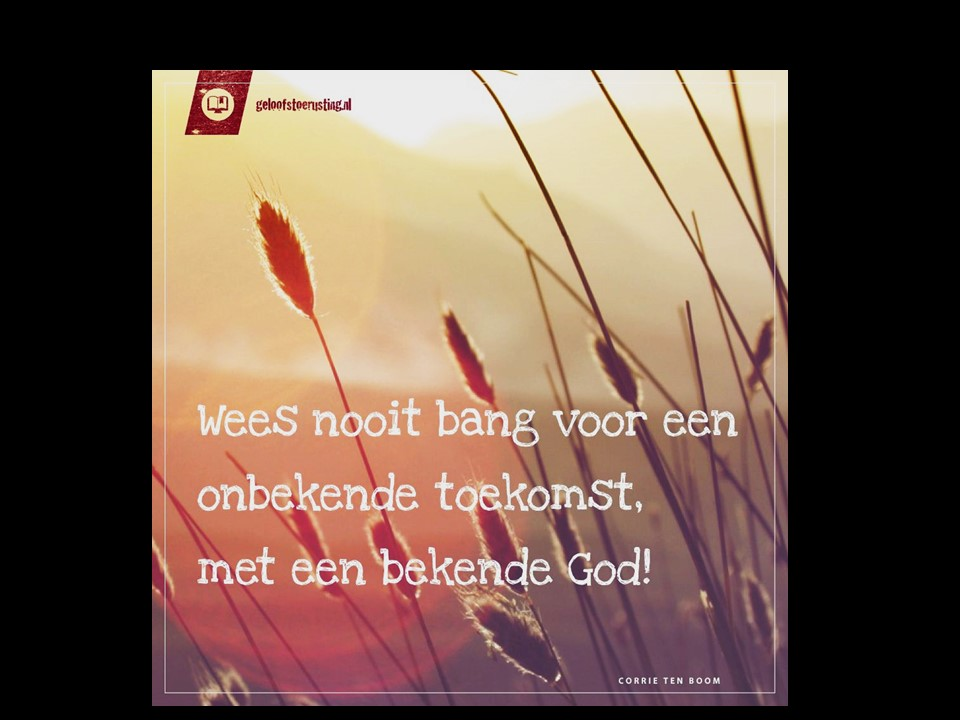 geloofstoerusting.nl
Wees nooit bang voor een
onbekende toekomst,
met een bekende God!
CORRIE TEN BOOM